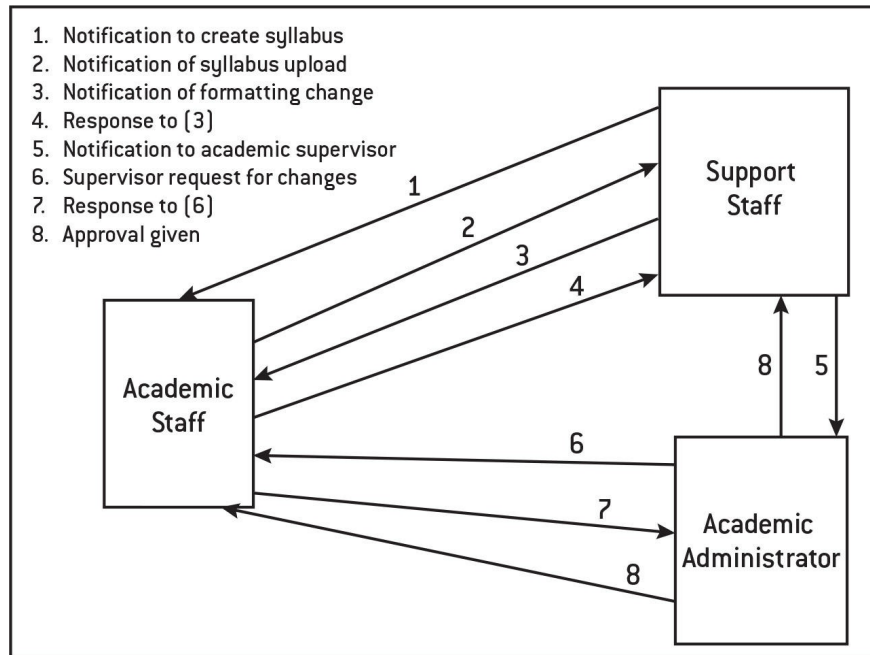 1. Notification to create syllabus
2. Notification of syllabus upload
3. Notification of formatting change
4. Response to (3)
5. Notification to academic supervisor
6. Supervisor request for changes
7. Response to (6)
8. Approval given
Support
Staff
1
2
3
4
Academic
Staff
8
5
6
7
8
Academic
Administrator